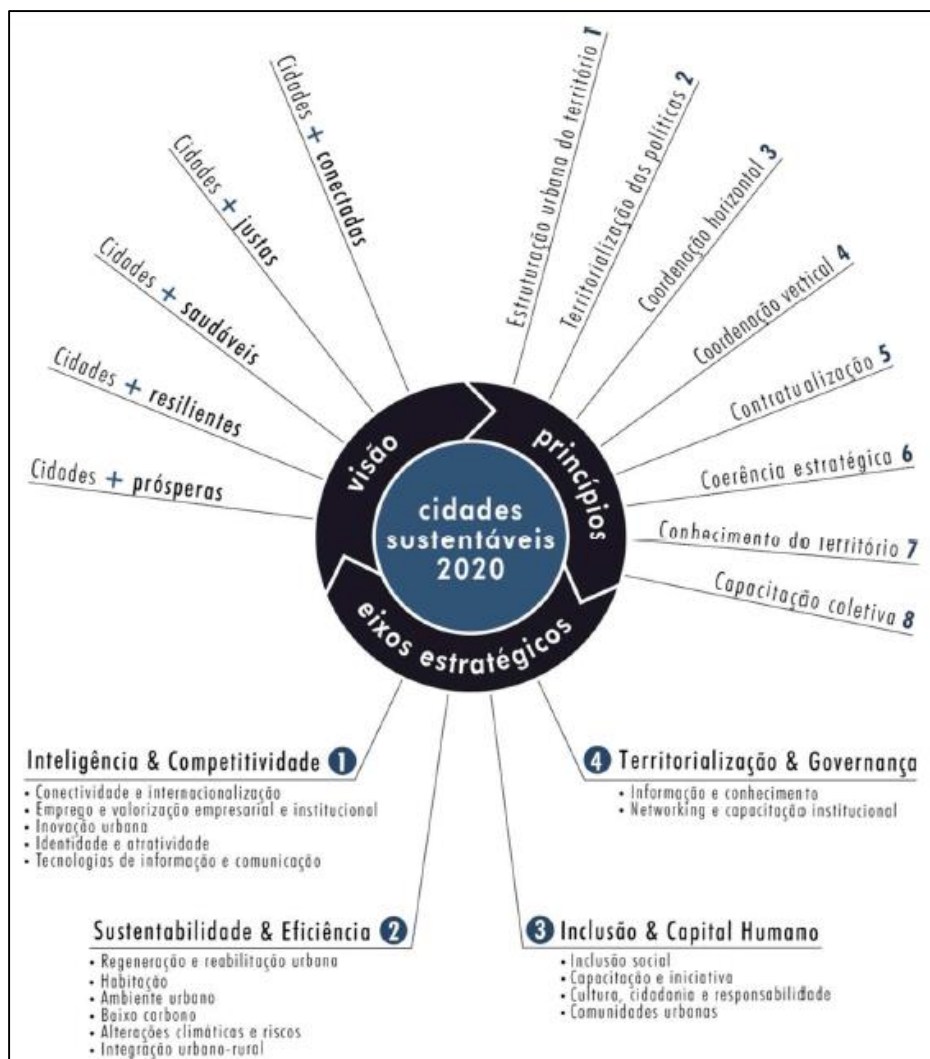 Cidades + conectadas
Cidades + justas
Cidades + saudáveis
Cidades + resilientes
Cidades + prósperas
Estruturação urbana do território 1
Territorialização das políticas 2
Coordenação horizontal 3
Coordenação vertical 4
Contratualização 5
Coerência estratégica 6
Conhecimento do território 7
Capacitação coletiva 8
visão
princípios
eixos estratégicos
cidades
sustentáveis
2020
Inteligência & Competitividade 1
• Conectividade e internacionalização
• Emprego e valorização empresarial e institucional
• Inovação urbana
• Identidade e atratividade
• Tecnologias de informação e comunicação
Sustentabilidade & Eficiência 2
• Regeneração e reabilitação urbana
• Habitação
• Ambiente urbano
• Baixo carbono
• Alterações climáticas e riscos
• Integração urbano-rural
3 Inclusão & Capital Humano
• Inclusão social
• Capacitação e iniciativa
• Cultura, cidadania e responsabilidade
• Comunidades urbanas
4 Territorialização & Governança
• Informação e conhecimento
• Networking e capacitação institucional